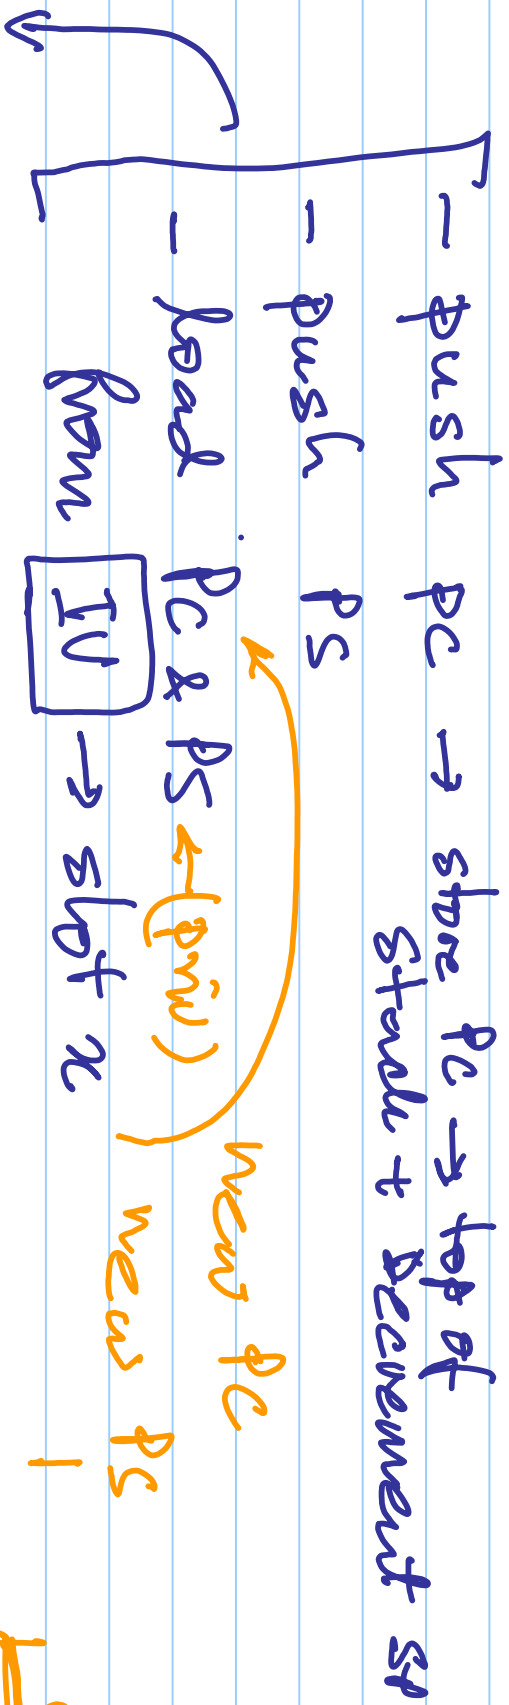 - push PC → store PC → top of
stack + Decrement SP
- push PS
- load PC & PS ← (priv) new PC
from IV → slot x new PS